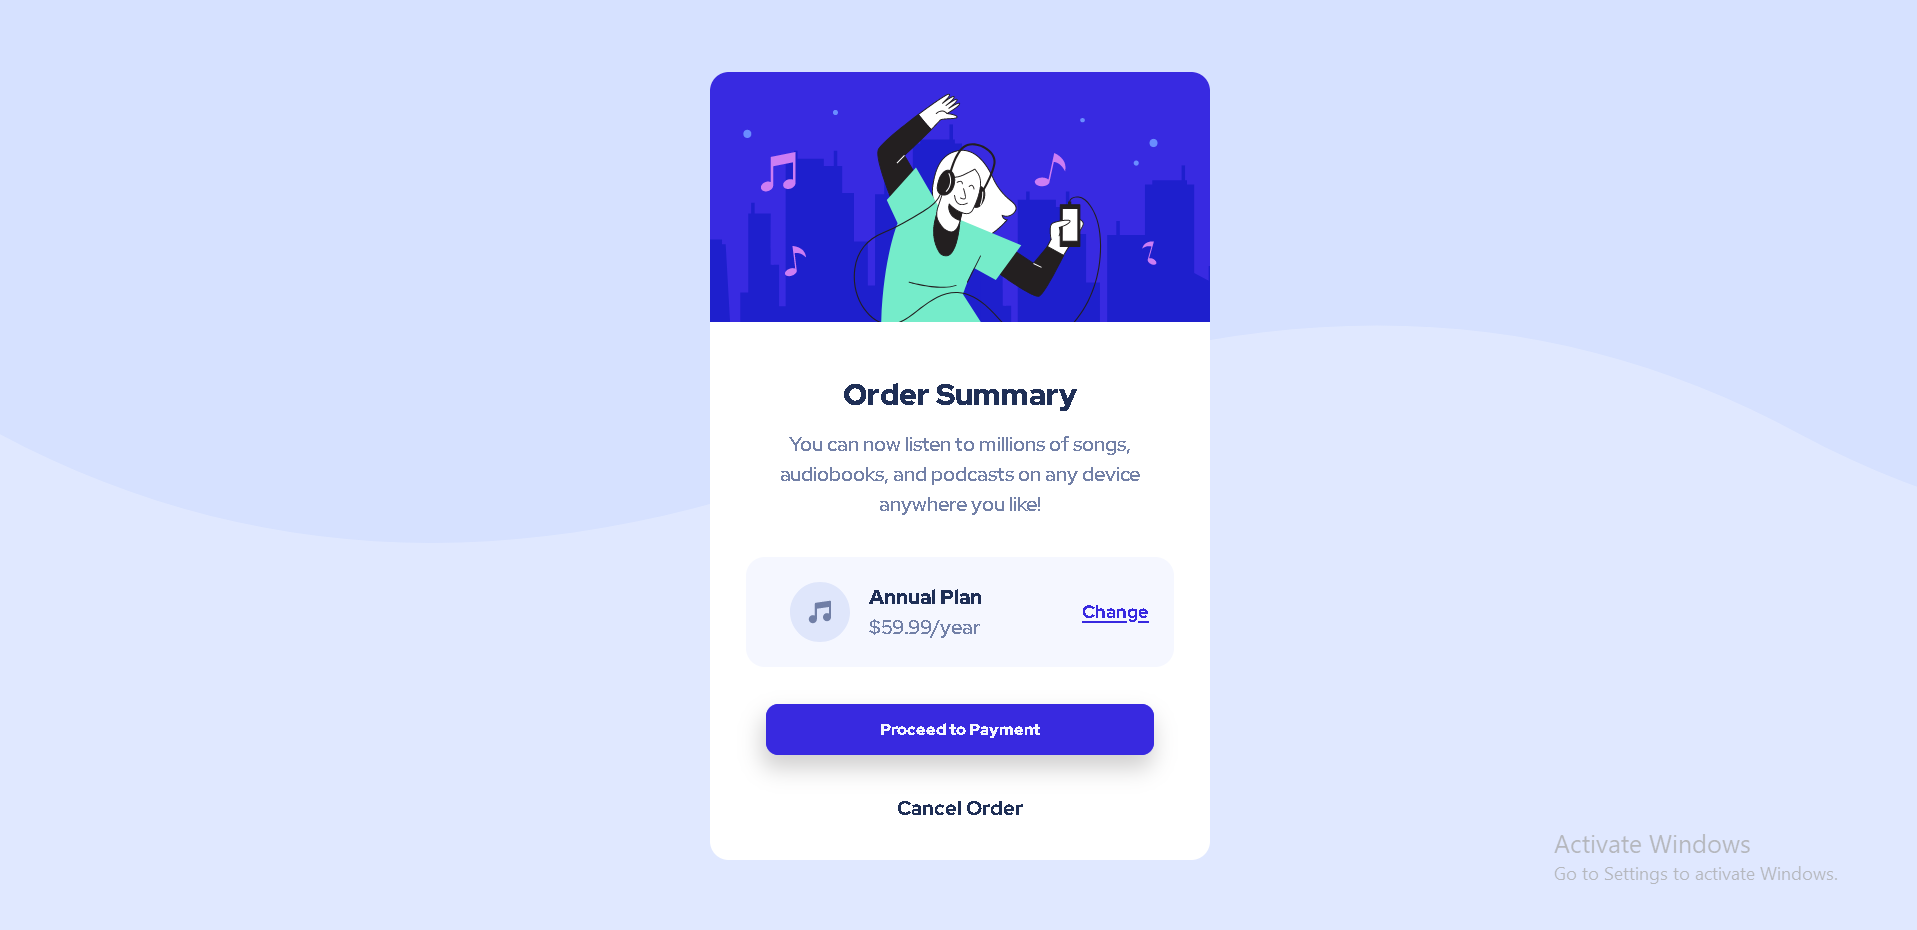 Order Summary
You can now listen to millions of songs,
audiobooks, and podcasts on any device
anywhere you like!
Annual Plan
$59.99/year
Change
Proceed to Payment
Cancel Order
Activate Windows
Go to Settings to activate Windows.